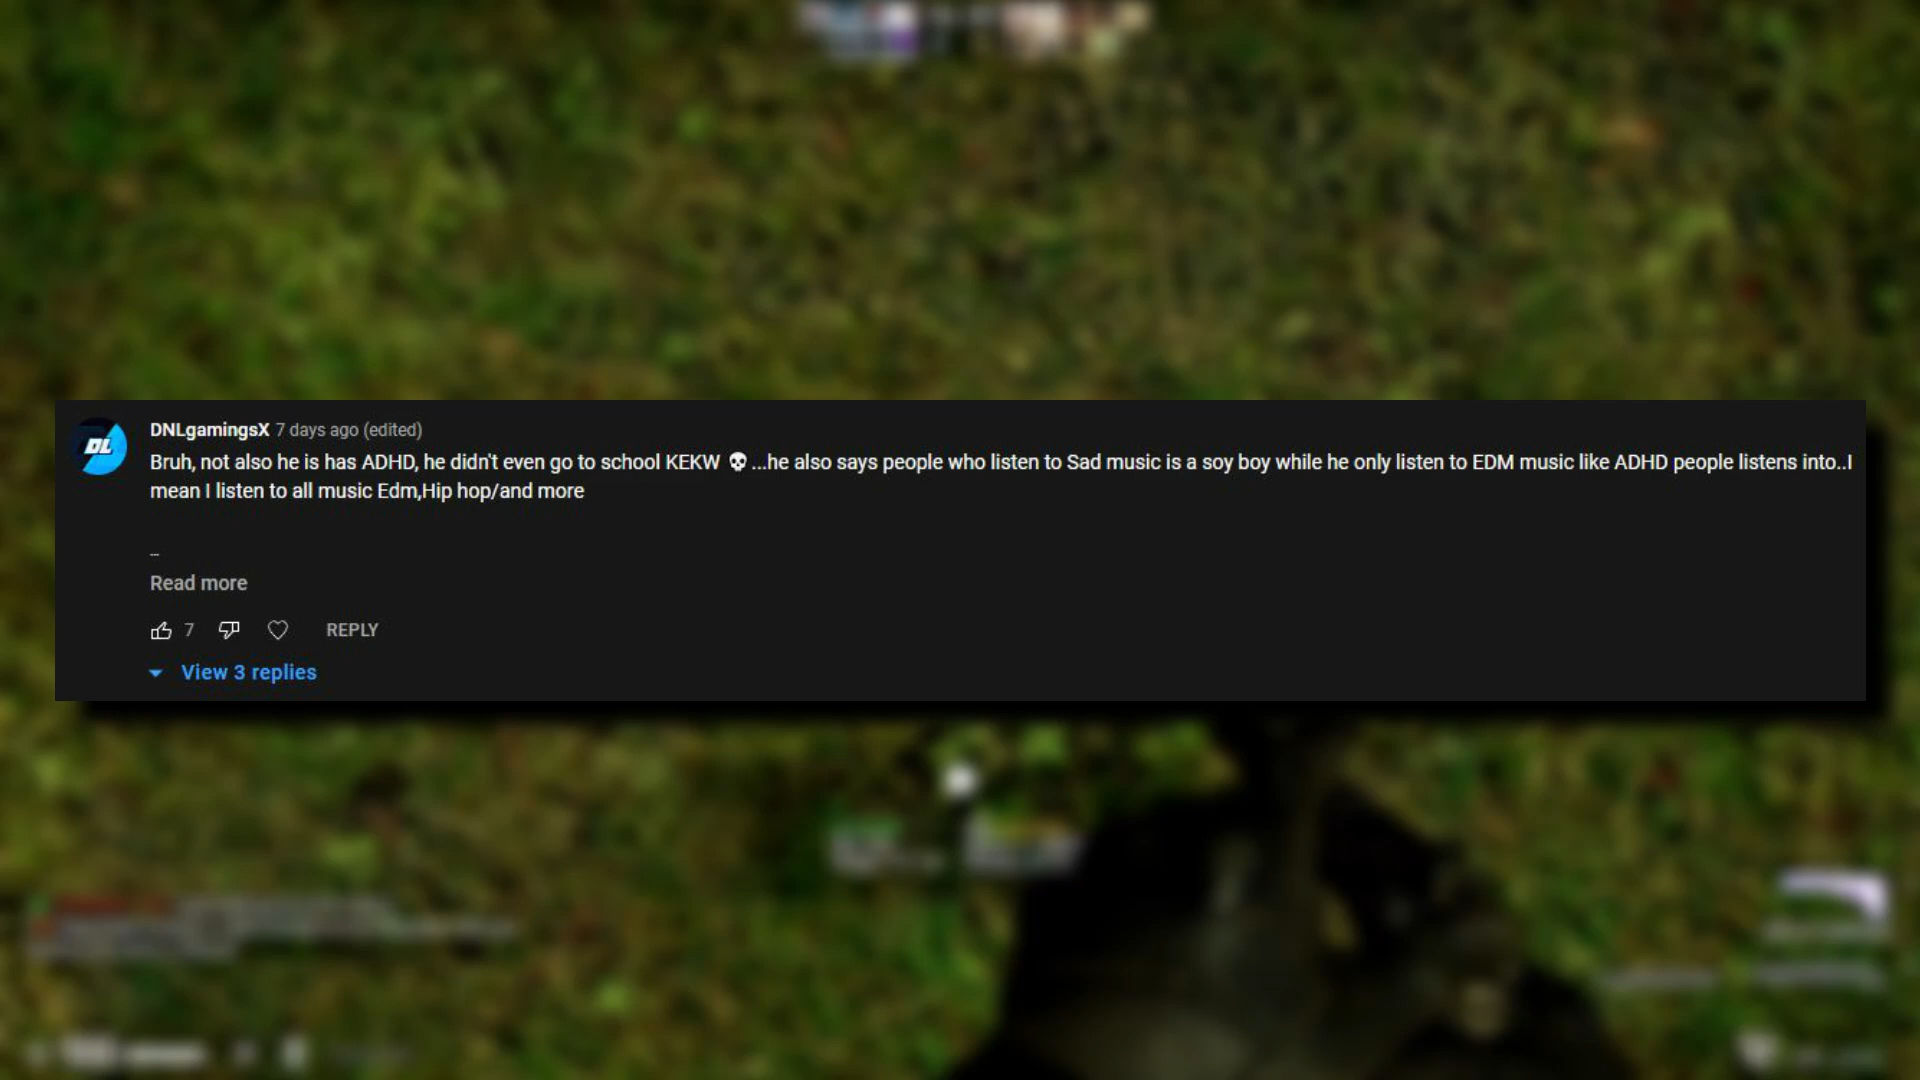 DL
DNLgamingsX 7 days ago (edited)
Bruh, not also he is has ADHD, he didn't even go to school KEKW 💀...he also says people who listen to Sad music is a soy boy while he only listen to EDM music like ADHD people listens into..I
mean I listen to all music Edm,Hip hop/and more
...
Read more
7 REPLY
View 3 replies